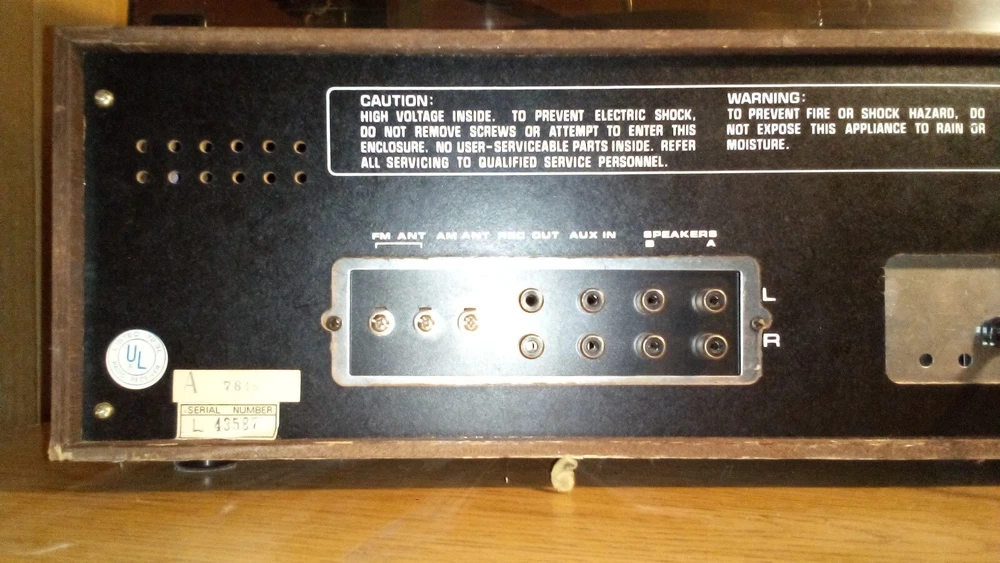 CAUTION:
HIGH VOLTAGE INSIDE. TO PREVENT ELECTRIC SHOCK,
DO NOT REMOVE SCREWS OR ATTEMPT TO ENTER THIS
ENCLOSURE. NO USER-SERVICEABLE PARTS INSIDE. REFER
ALL SERVICING TO QUALIFIED SERVICE PERSONNEL.
WARNING:
TO PREVENT FIRE OR SHOCK HAZARD, DO
NOT EXPOSE THIS APPLIANCE TO RAIN OR
MOISTURE.
FM ANT AM ANT REC OUT AUX IN SPEAKERS
B A
L
R
UL
A
SERIAL NUMBER
L 43587